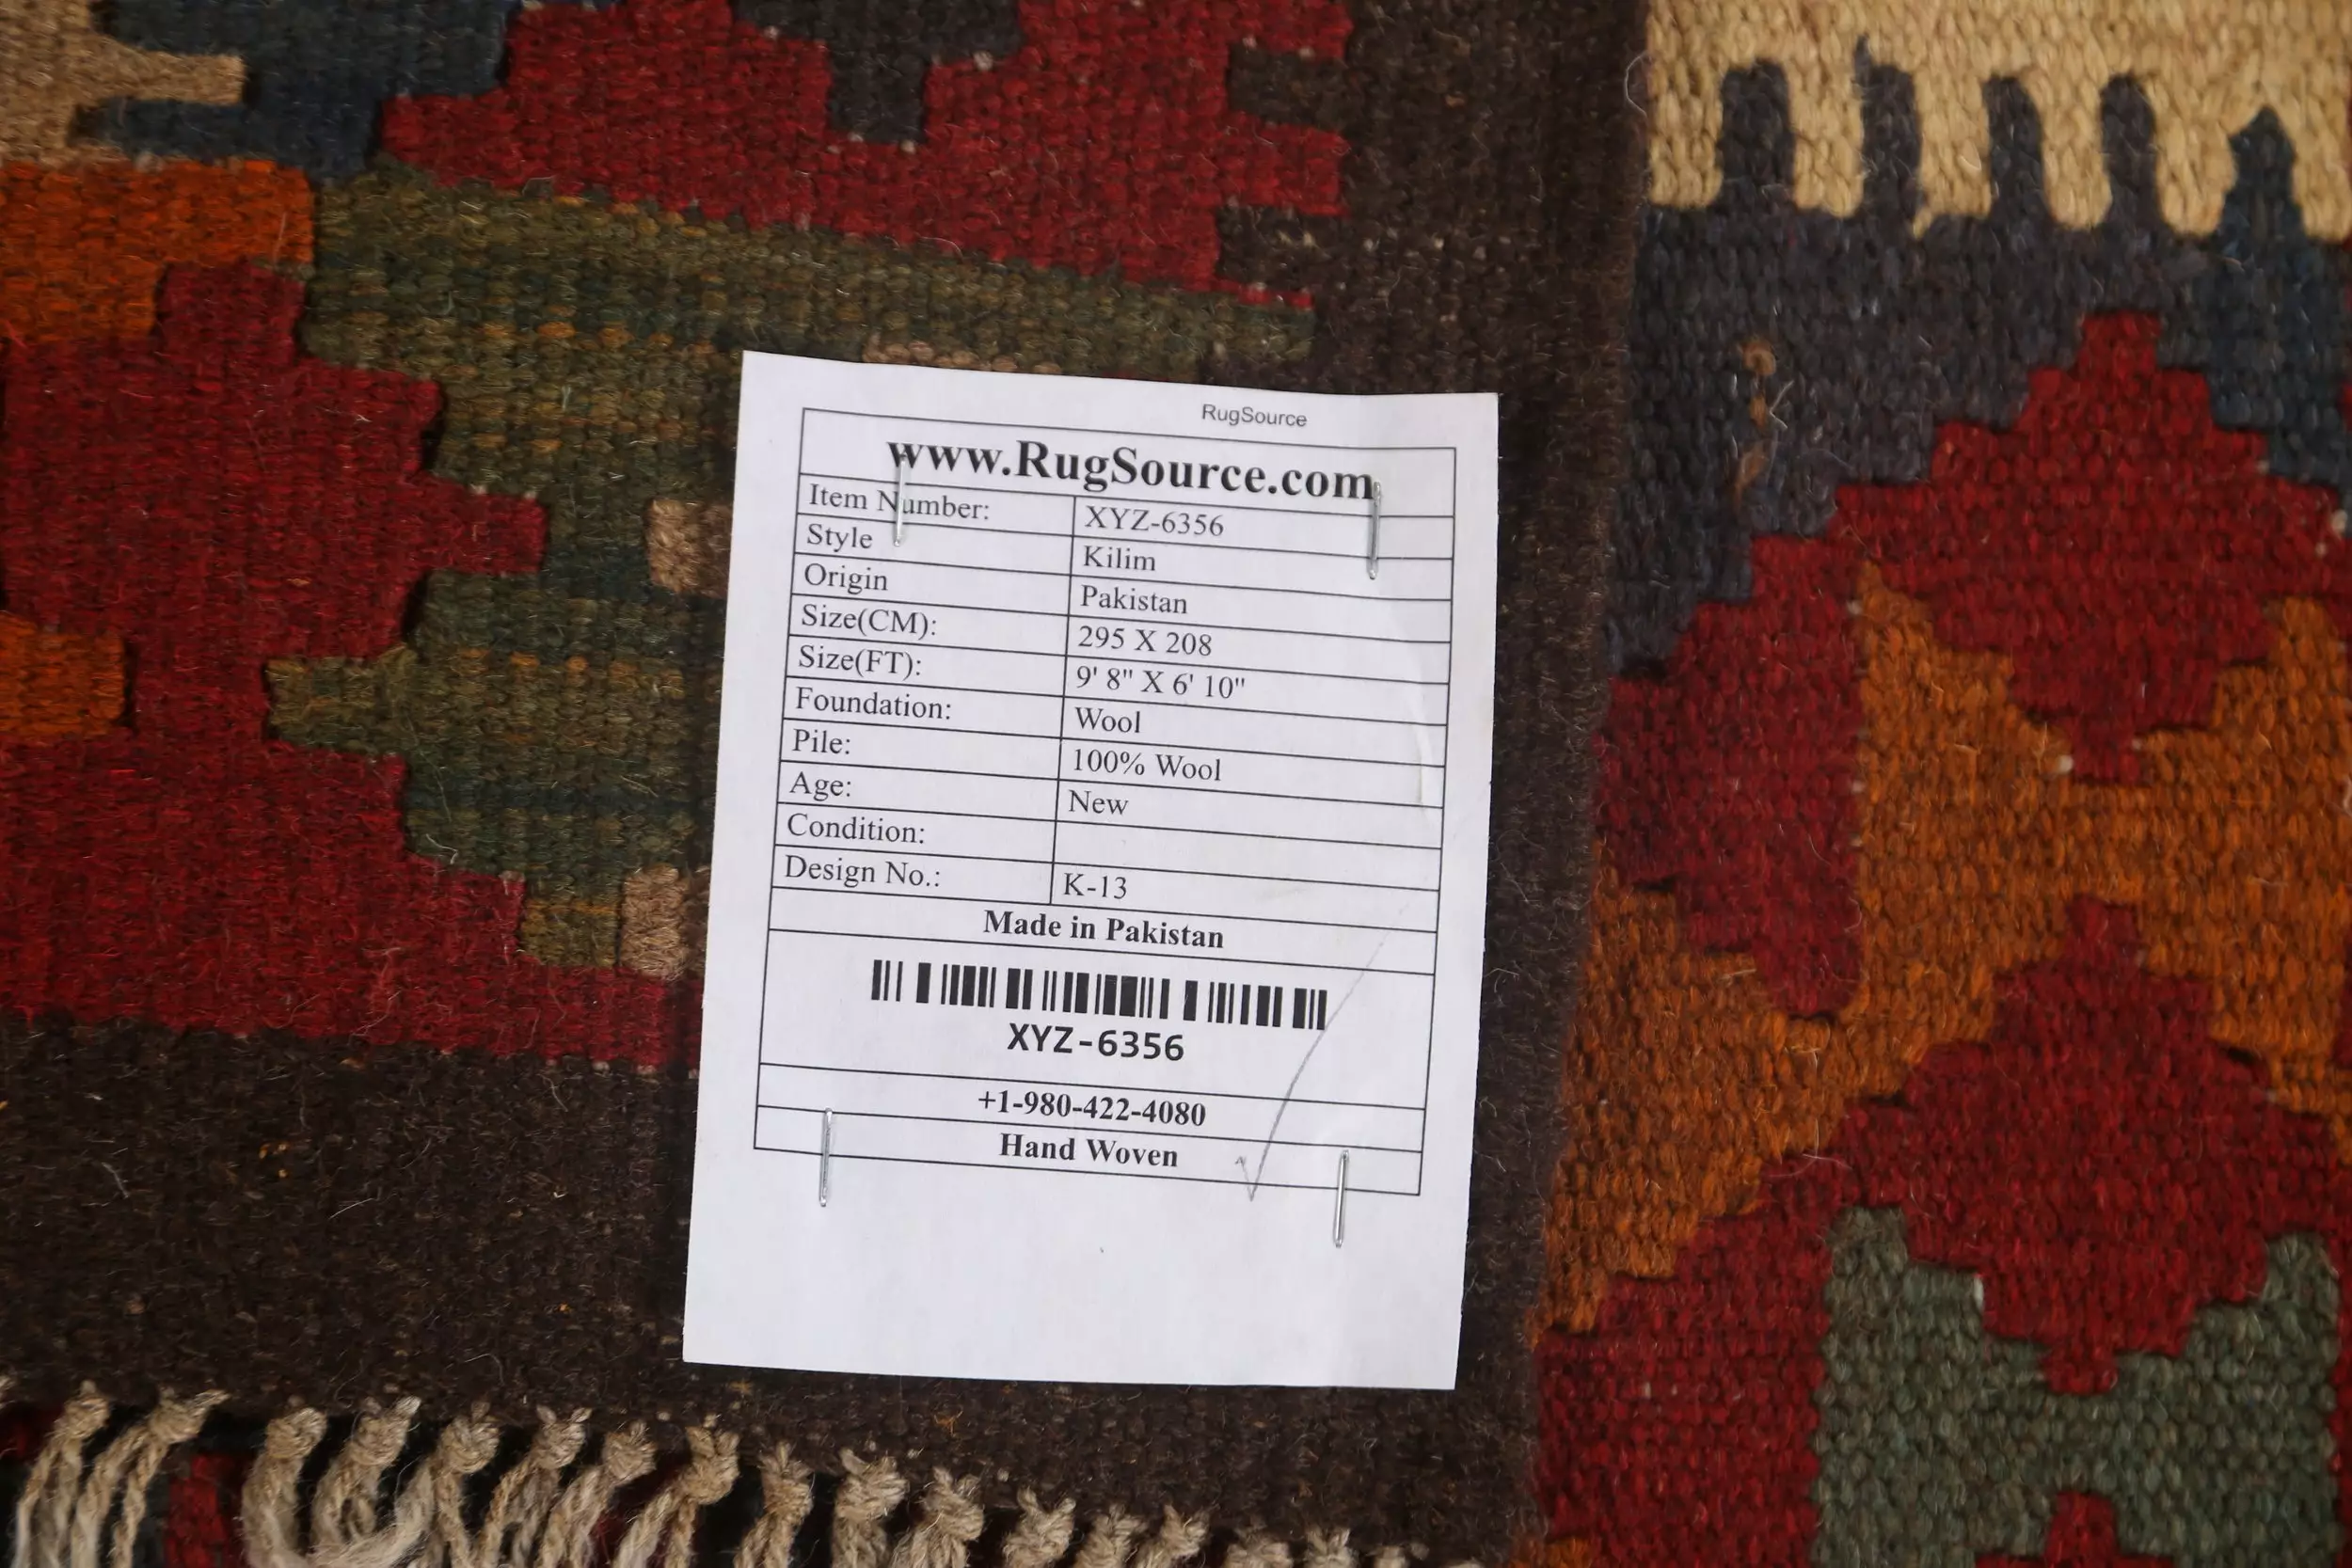 RugSource
www.RugSource.com
Item Number: XYZ-6356
Style Kilim
Origin Pakistan
Size(CM): 295 X 208
Size(FT): 9' 8" X 6' 10"
Foundation: Wool
Pile: 100% Wool
Age: New
Condition:
Design No.: K-13
Made in Pakistan
XYZ-6356
+1-980-422-4080
Hand Woven